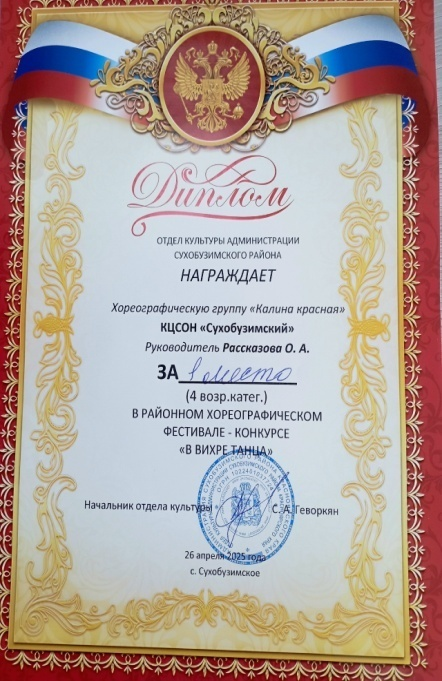 Диплом
ОТДЕЛ КУЛЬТУРЫ АДМИНИСТРАЦИИ
СУХОБУЗИМСКОГО РАЙОНА
НАГРАЖДАЕТ
Хореографическую группу «Калина красная»
КЦСОН «Сухобузимский»
Руководитель Рассказова О. А.
ЗА 1 место
(4 возр.катег.)
В РАЙОННОМ ХОРЕОГРАФИЧЕСКОМ
ФЕСТИВАЛЕ - КОНКУРСЕ
«В ВИХРЕ ТАНЦА»
Начальник отдела культуры С. А. Геворкян
26 апреля 2025 года
с. Сухобузимское